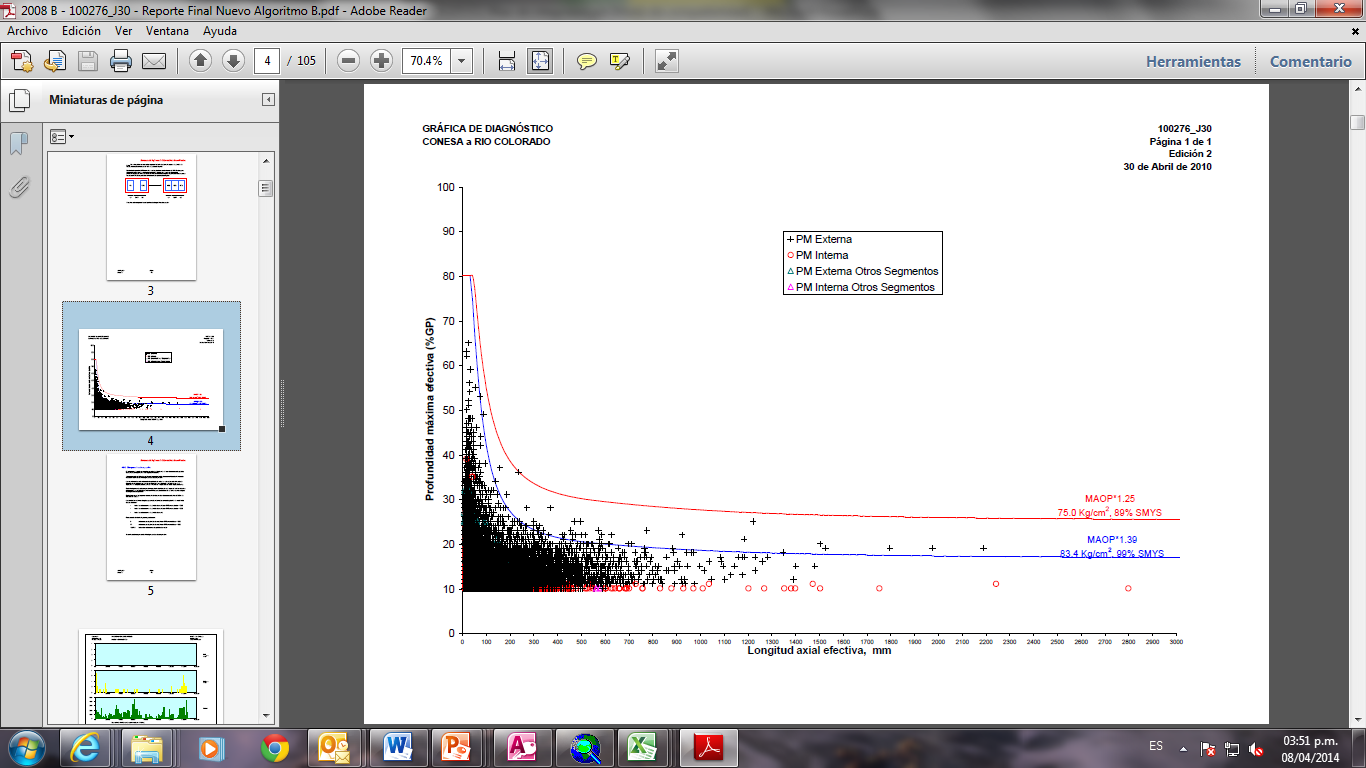 2008 B - 100276_J30 - Reporte Final Nuevo Algoritmo B.pdf - Adobe Reader
Archivo Edición Ver Ventana Ayuda
4 / 105 70.4% Herramientas Comentario
Miniaturas de página
3
4
5
GRÁFICA DE DIAGNÓSTICO
CONESA a RIO COLORADO
100276_J30
Página 1 de 1
Edición 2
30 de Abril de 2010
PM Externa
PM Interna
PM Externa Otros Segmentos
PM Interna Otros Segmentos
Profundidad máxima efectiva (%GP)
100
90
80
70
60
50
40
30
20
10
0
MAOP*1.25
75.0 Kg/cm2, 89% SMYS
MAOP*1.39
83.4 Kg/cm2, 99% SMYS
0 100 200 300 400 500 600 700 800 900 1000 1100 1200 1300 1400 1500 1600 1700 1800 1900 2000 2100 2200 2300 2400 2500 2600 2700 2800 2900 3000
Longitud axial efectiva, mm
ES
03:51 p.m.
08/04/2014